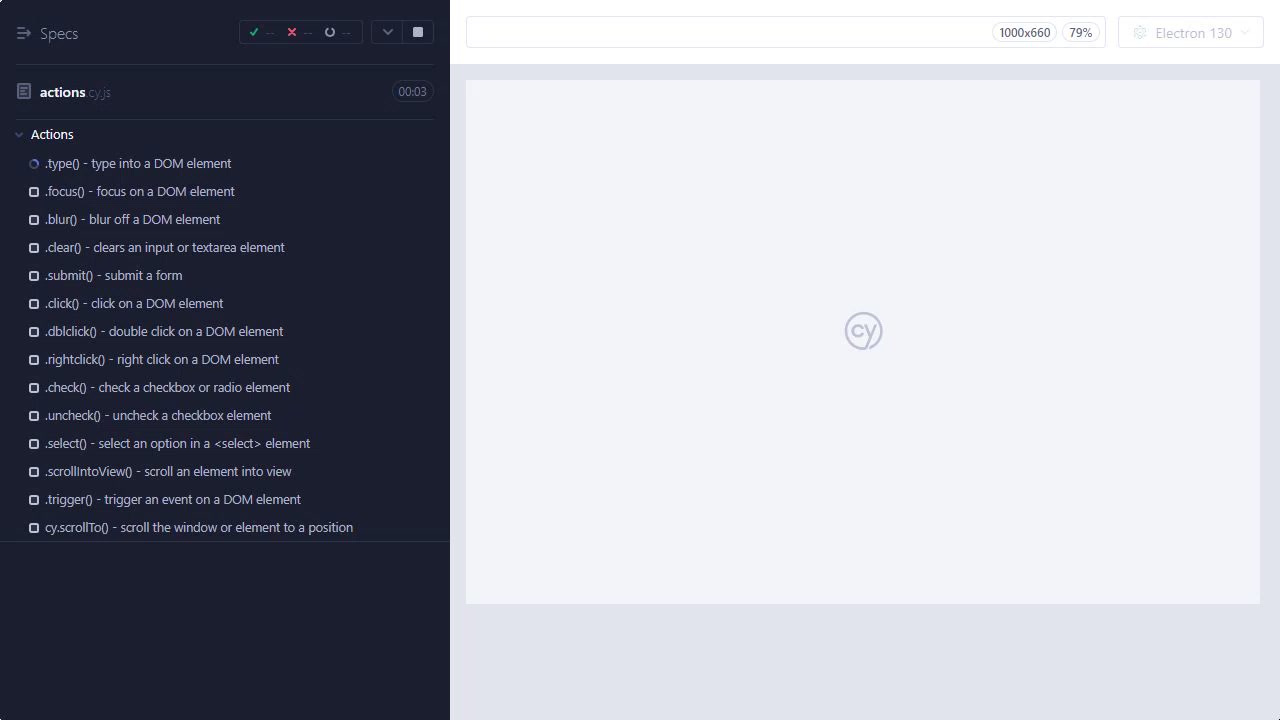 Specs
--
--
--
1000x660
79%
Electron 130
actions cy.js
00:03
Actions
.type() - type into a DOM element
.focus() - focus on a DOM element
.blur() - blur off a DOM element
.clear() - clears an input or textarea element
.submit() - submit a form
.click() - click on a DOM element
.dblclick() - double click on a DOM element
.rightclick() - right click on a DOM element
.check() - check a checkbox or radio element
.uncheck() - uncheck a checkbox element
.select() - select an option in a <select> element
.scrollIntoView() - scroll an element into view
.trigger() - trigger an event on a DOM element
cy.scrollTo() - scroll the window or element to a position
cy